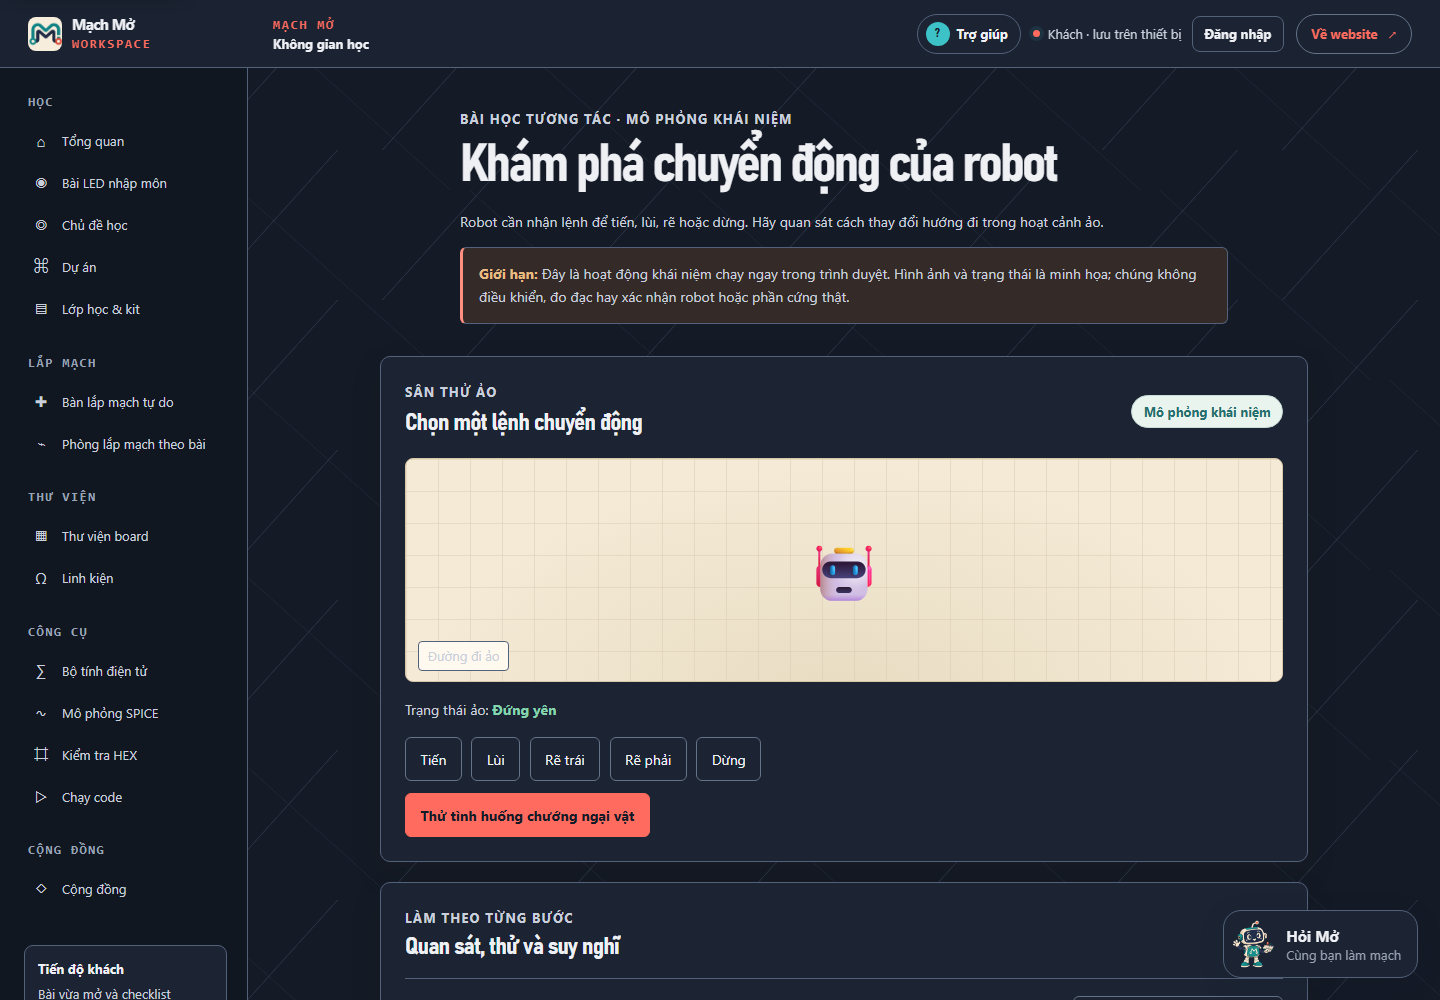 Mạch Mở
WORKSPACE
MẠCH MỞ
Không gian học
? Trợ giúp
Khách · lưu trên thiết bị
Đăng nhập
Về website ↗
HỌC
Tổng quan
Bài LED nhập môn
Chủ đề học
Dự án
Lớp học & kit
LẮP MẠCH
Bàn lắp mạch tự do
Phòng lắp mạch theo bài
THƯ VIỆN
Thư viện board
Linh kiện
CÔNG CỤ
Bộ tính điện tử
Mô phỏng SPICE
Kiểm tra HEX
Chạy code
CỘNG ĐỒNG
Cộng đồng
Tiến độ khách
Bài vừa mở và checklist
BÀI HỌC TƯƠNG TÁC · MÔ PHỎNG KHÁI NIỆM
Khám phá chuyển động của robot
Robot cần nhận lệnh để tiến, lùi, rẽ hoặc dừng. Hãy quan sát cách thay đổi hướng đi trong hoạt cảnh ảo.
Giới hạn: Đây là hoạt động khái niệm chạy ngay trong trình duyệt. Hình ảnh và trạng thái là minh họa; chúng không
điều khiển, đo đạc hay xác nhận robot hoặc phần cứng thật.
SÂN THỬ ẢO
Chọn một lệnh chuyển động
Mô phỏng khái niệm
Đường đi ảo
Trạng thái ảo: Đứng yên
Tiến
Lùi
Rẽ trái
Rẽ phải
Dừng
Thử tình huống chướng ngại vật
LÀM THEO TỪNG BƯỚC
Quan sát, thử và suy nghĩ
Hỏi Mở
Cùng bạn làm mạch